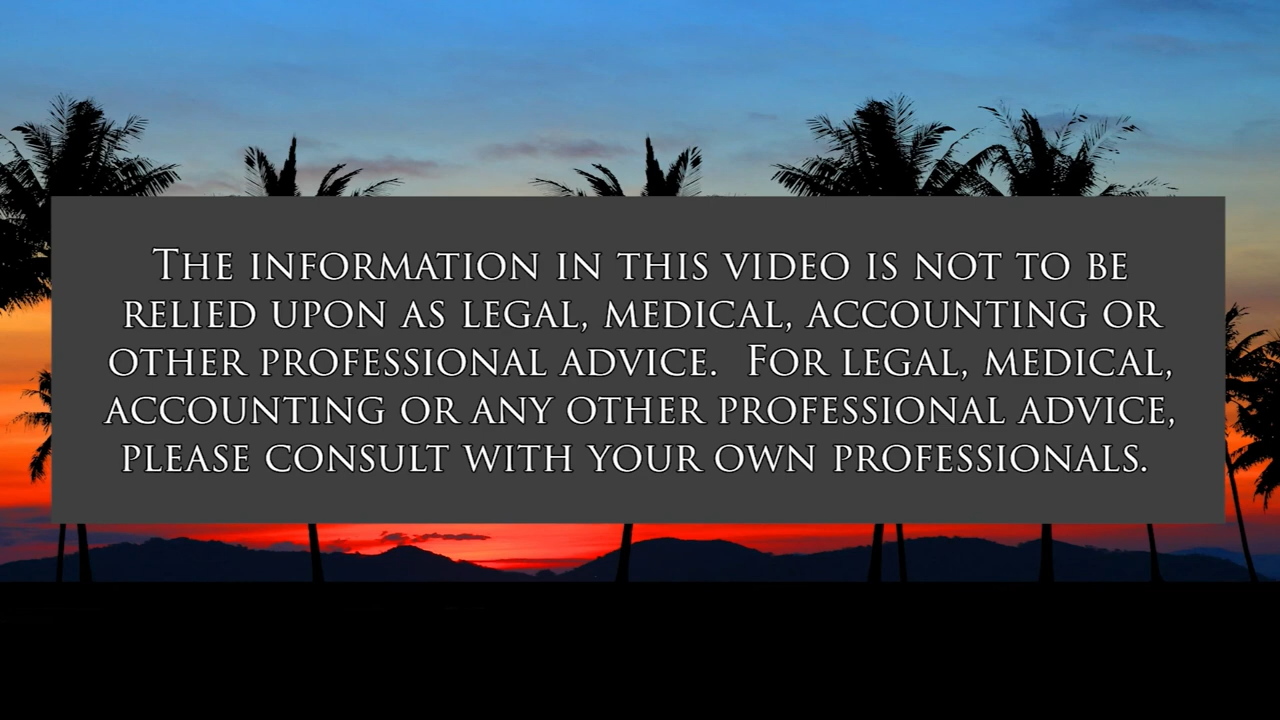 The information in this video is not to be
relied upon as legal, medical, accounting or
other professional advice.  For legal, medical,
accounting or any other professional advice,
please consult with your own professionals.